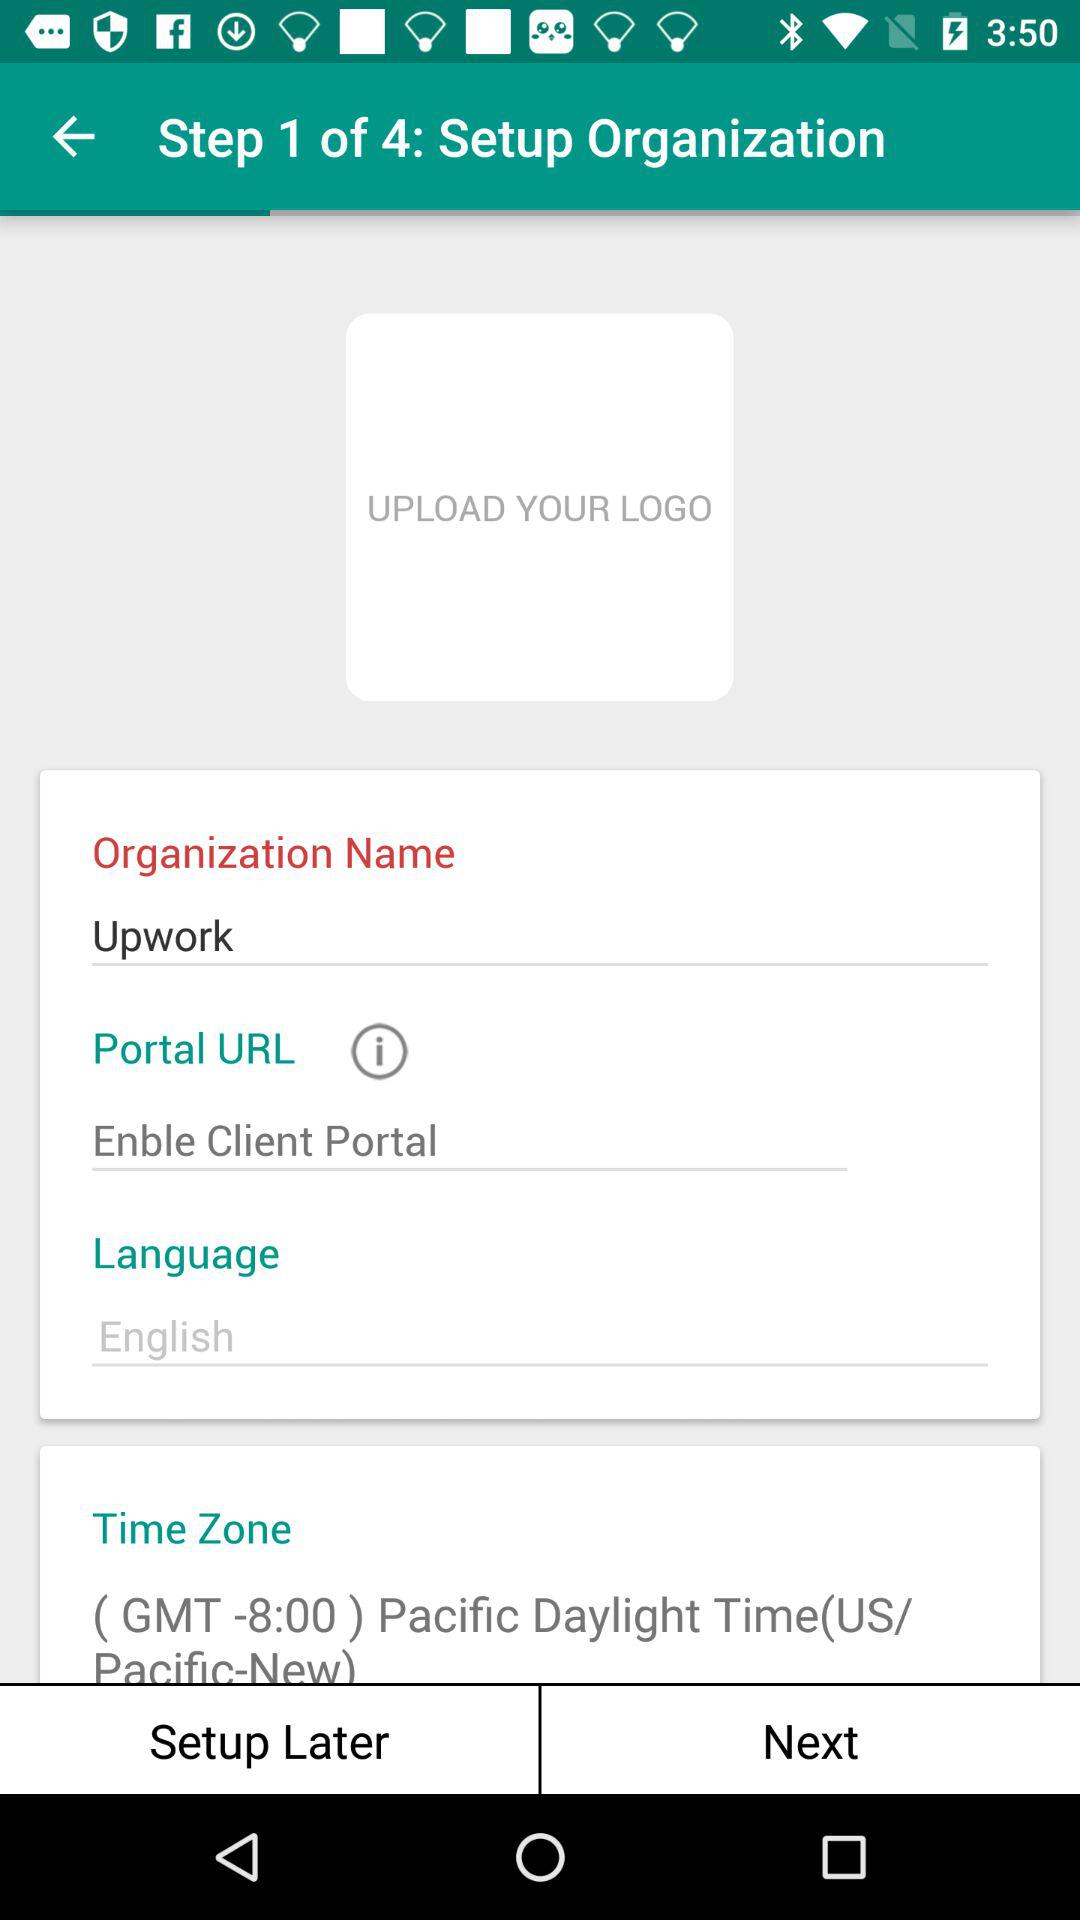 3:50
Step 1 of 4: Setup Organization
UPLOAD YOUR LOGO
Organization Name
Upwork
Portal URL
Enble Client Portal
Language
English
Time Zone
( GMT -8:00 ) Pacific Daylight Time(US/
Pacific-New)
Setup Later
Next